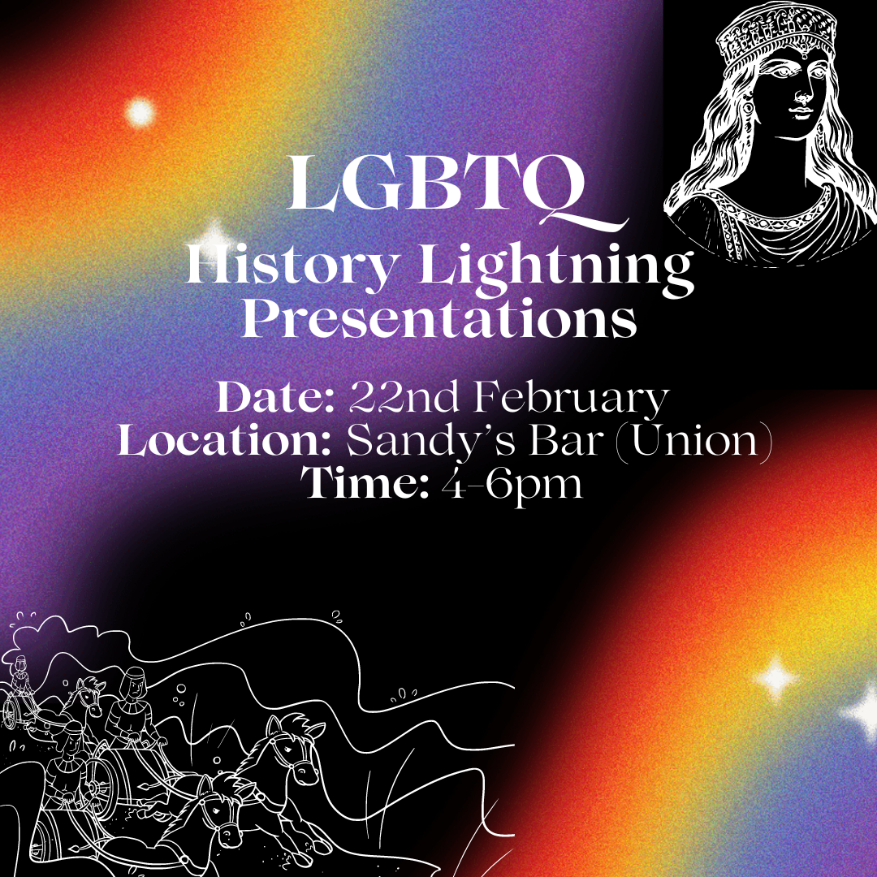 LGBTQ
History Lightning
Presentations
Date: 22nd February
Location: Sandy's Bar (Union)
Time: 4-6pm